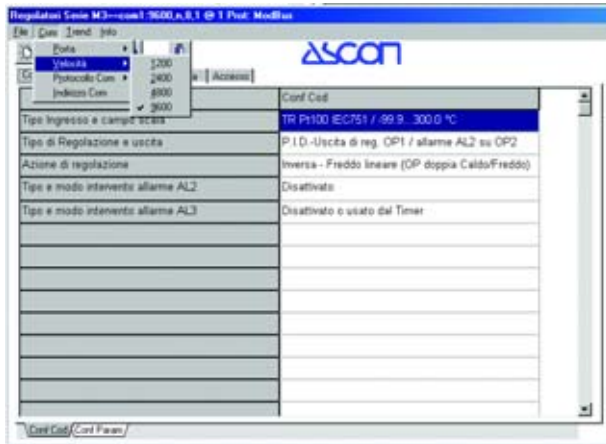 Regolatori Serie M3---com1:9600,n,8,1 @ 1 Prot: ModBus
File Com Trend Info
Porta
Velocità
Protocollo Com
Indirizzo Com
1200
2400
4800
✓ 9600
ascon
Accesso
Conf Cod
Tipo Ingresso e campo scala TR Pt100 IEC751 / -99.9...300.0 °C
Tipo di Regolazione e uscita P.I.D.-Uscita di reg. OP1 / allarme AL2 su OP2
Azione di regolazione Inversa - Freddo lineare (OP doppia Caldo/Freddo)
Tipo e modo intervento allarme AL2 Disattivato
Tipo e modo intervento allarme AL3 Disattivato o usato dal Timer
Conf Cod Conf Param